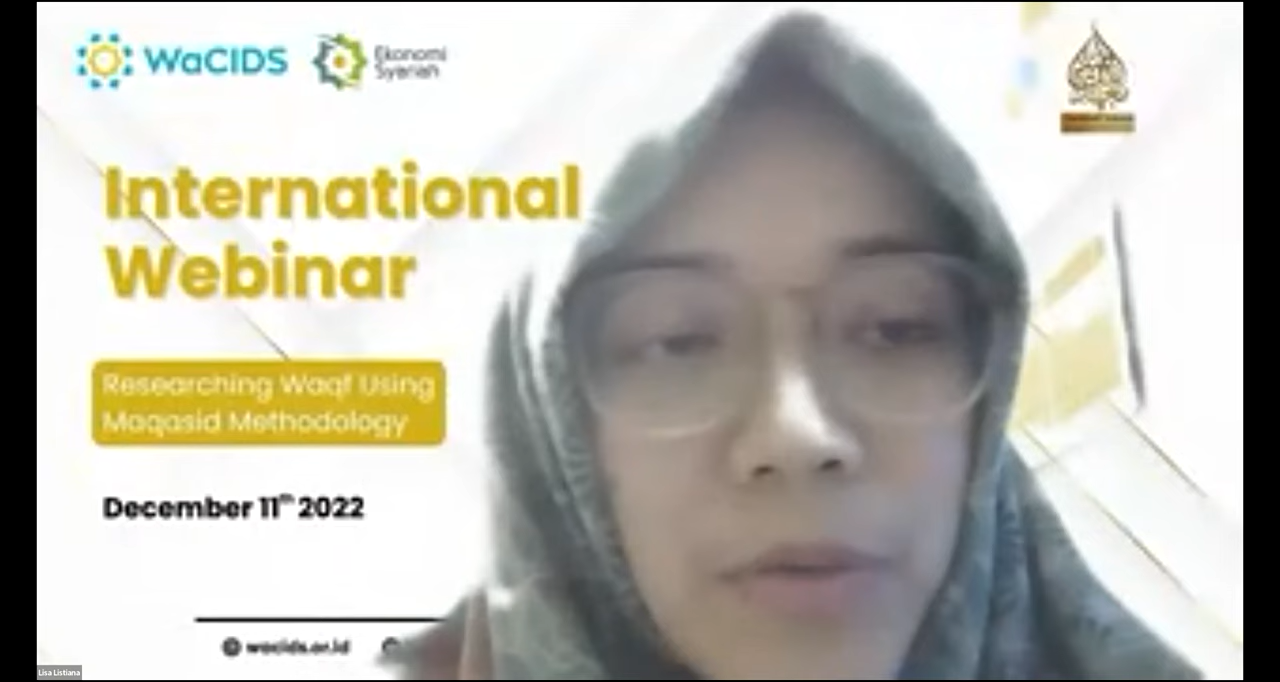 WaCIDS
Ekonomi
Syariah
International
Webinar
Researching Waqf Using
Maqasid Methodology
December 11th 2022
wacids.or.id
Lisa Listiana